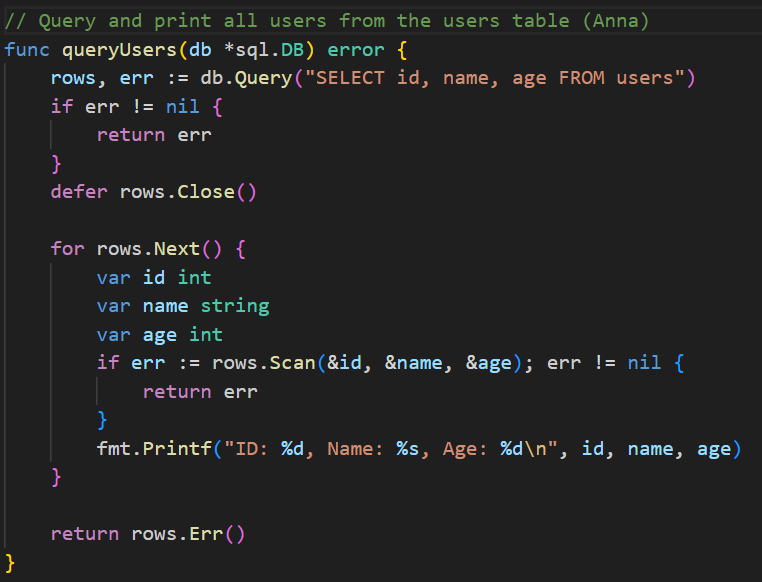 // Query and print all users from the users table (Anna)
func queryUsers(db *sql.DB) error {
    rows, err := db.Query("SELECT id, name, age FROM users")
    if err != nil {
        return err
    }
    defer rows.Close()

    for rows.Next() {
        var id int
        var name string
        var age int
        if err := rows.Scan(&id, &name, &age); err != nil {
            return err
        }
        fmt.Printf("ID: %d, Name: %s, Age: %d\n", id, name, age)
    }

    return rows.Err()
}